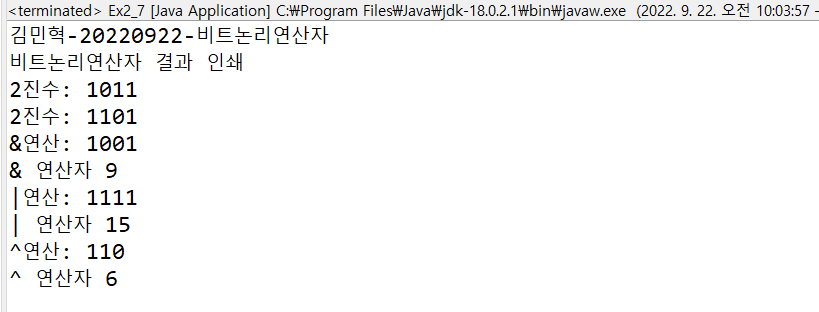 <terminated> Ex2_7 [Java Application] C:₩Program Files₩Java₩jdk-18.0.2.1₩bin₩javaw.exe (2022. 9. 22. 오전 10:03:57 –
김민혁-20220922-비트논리연산자
비트논리연산자 결과 인쇄
2진수: 1011
2진수: 1101
&연산: 1001
& 연산자 9
|연산: 1111
| 연산자 15
^연산: 110
^ 연산자 6